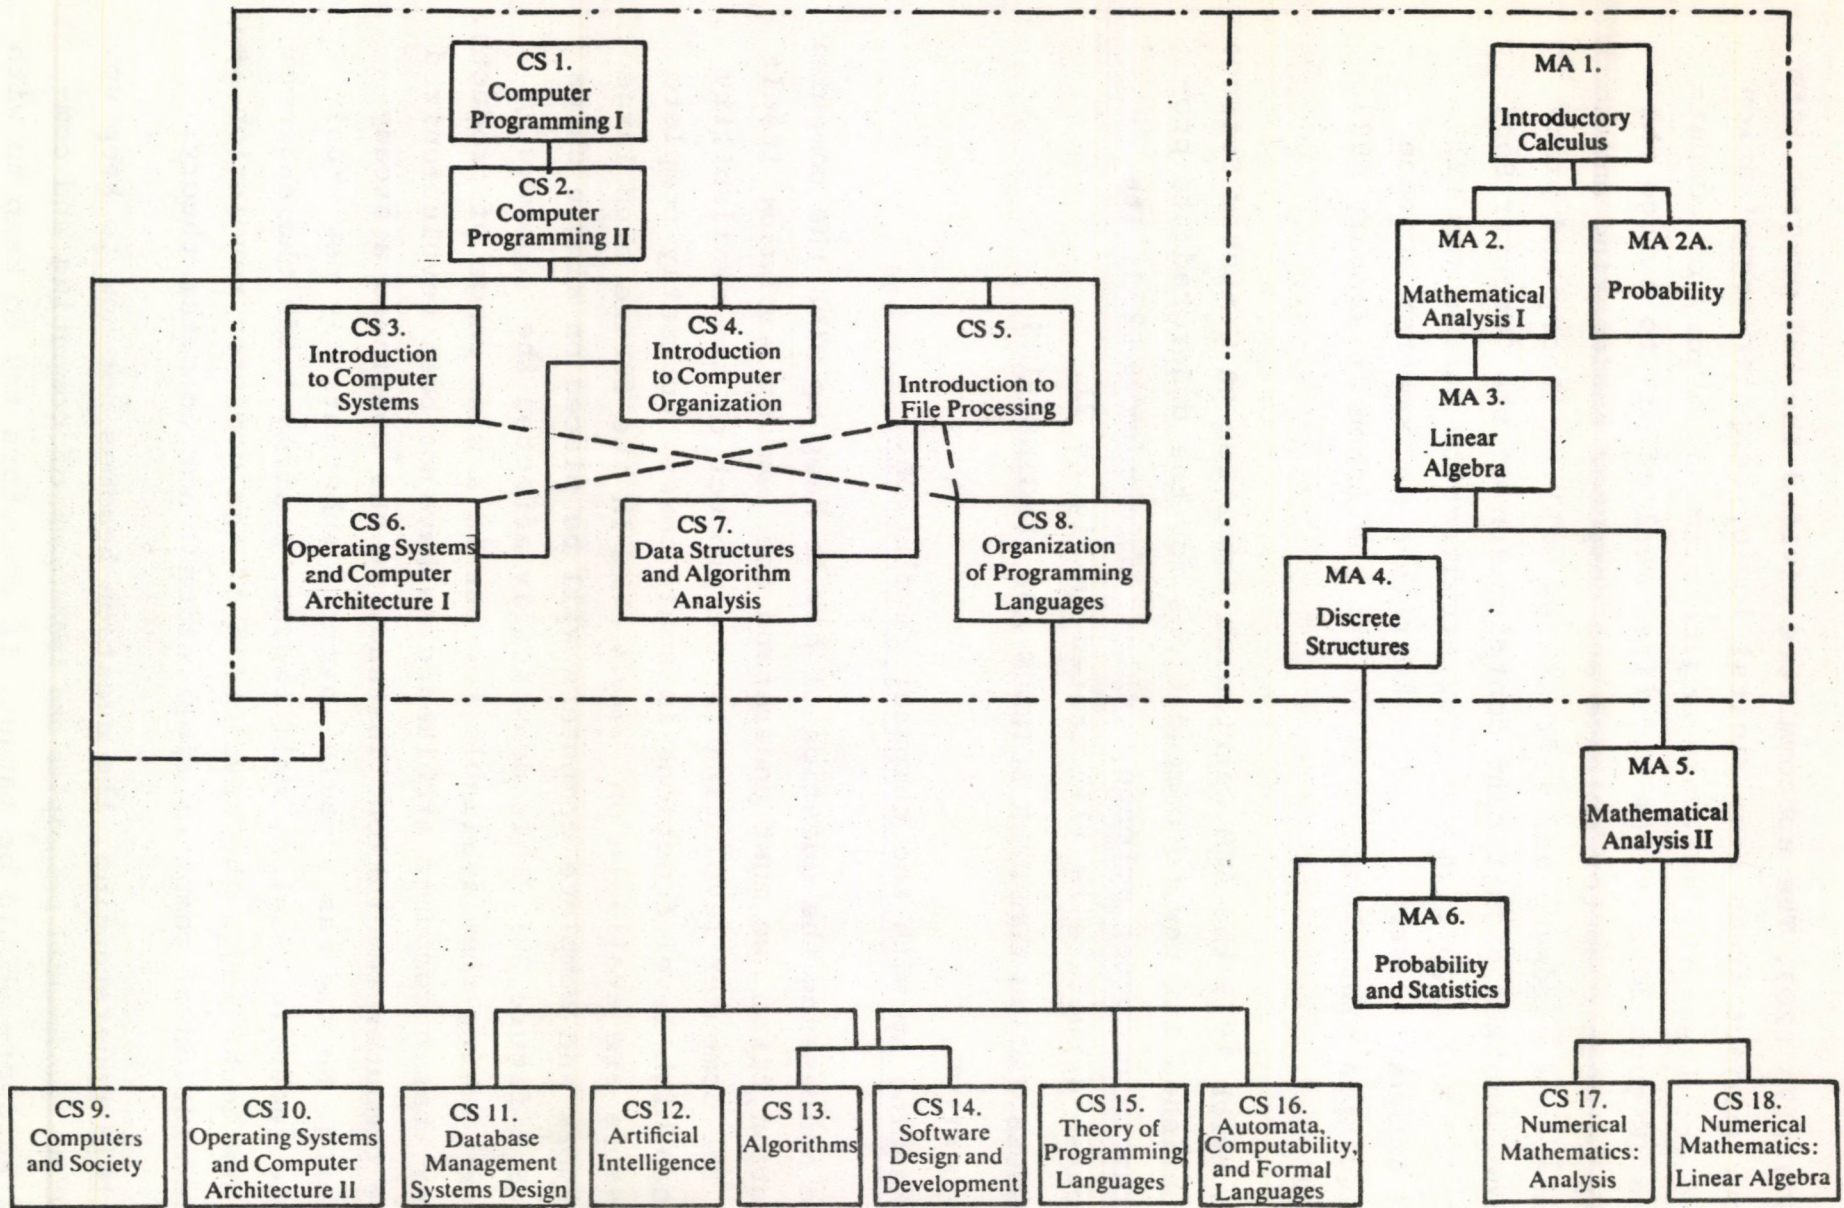 CS 1.
Computer
Programming I
CS 2.
Computer
Programming II
CS 3.
Introduction
to Computer
Systems
CS 4.
Introduction
to Computer
Organization
CS 5.
Introduction to
File Processing
CS 6.
Operating Systems
and Computer
Architecture I
CS 7.
Data Structures
and Algorithm
Analysis
CS 8.
Organization
of Programming
Languages
MA 1.
Introductory
Calculus
MA 2.
Mathematical
Analysis I
MA 2A.
Probability
MA 3.
Linear
Algebra
MA 4.
Discrete
Structures
MA 5.
Mathematical
Analysis II
MA 6.
Probability
and Statistics
CS 9.
Computers
and Society
CS 10.
Operating Systems
and Computer
Architecture II
CS 11.
Database
Management
Systems Design
CS 12.
Artificial
Intelligence
CS 13.
Algorithms
CS 14.
Software
Design and
Development
CS 15.
Theory of
Programming
Languages
CS 16.
Automata,
Computability,
and Formal
Languages
CS 17.
Numerical
Mathematics:
Analysis
CS 18.
Numerical
Mathematics:
Linear Algebra